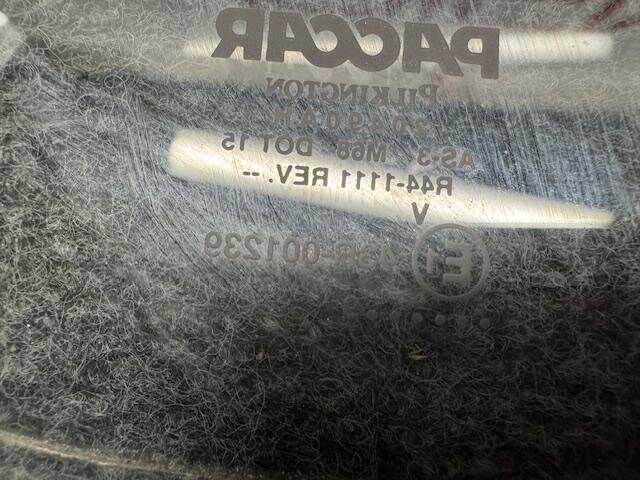 PACCAR
PILKINGTON
AS-3 M68 DOT 15
R44-1111 REV. --
V
E1 43R-001239